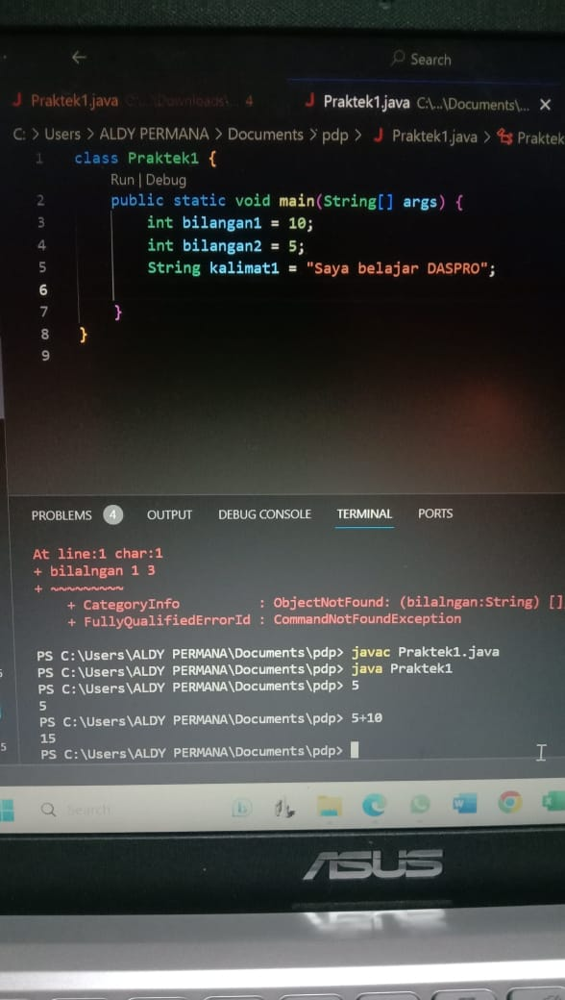 Search
Praktek1.java C:\...\Downloads\... 4
Praktek1.java C:\...\Documents\...
C: > Users > ALDY PERMANA > Documents > pdp > J Praktek1.java > Praktek
1 class Praktek1 {
Run | Debug
2 public static void main(String[] args) {
3 int bilangan1 = 10;
4 int bilangan2 = 5;
5 String kalimat1 = "Saya belajar DASPRO";
6
7 }
8 }
9
PROBLEMS 4 OUTPUT DEBUG CONSOLE TERMINAL PORTS
At line:1 char:1
+ bilalngan 1 3
+ ~~~~~~~~~
+ CategoryInfo : ObjectNotFound: (bilalngan:String) []
+ FullyQualifiedErrorId : CommandNotFoundException
PS C:\Users\ALDY PERMANA\Documents\pdp> javac Praktek1.java
PS C:\Users\ALDY PERMANA\Documents\pdp> java Praktek1
PS C:\Users\ALDY PERMANA\Documents\pdp> 5
5
PS C:\Users\ALDY PERMANA\Documents\pdp> 5+10
15
PS C:\Users\ALDY PERMANA\Documents\pdp>
Search
ASUS